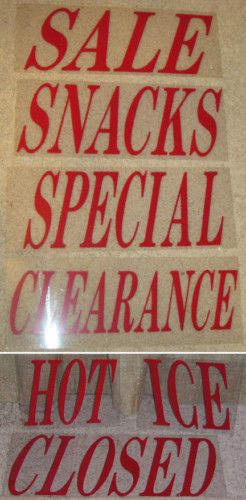 SALE
SNACKS
SPECIAL
CLEARANCE
HOT ICE
CLOSED